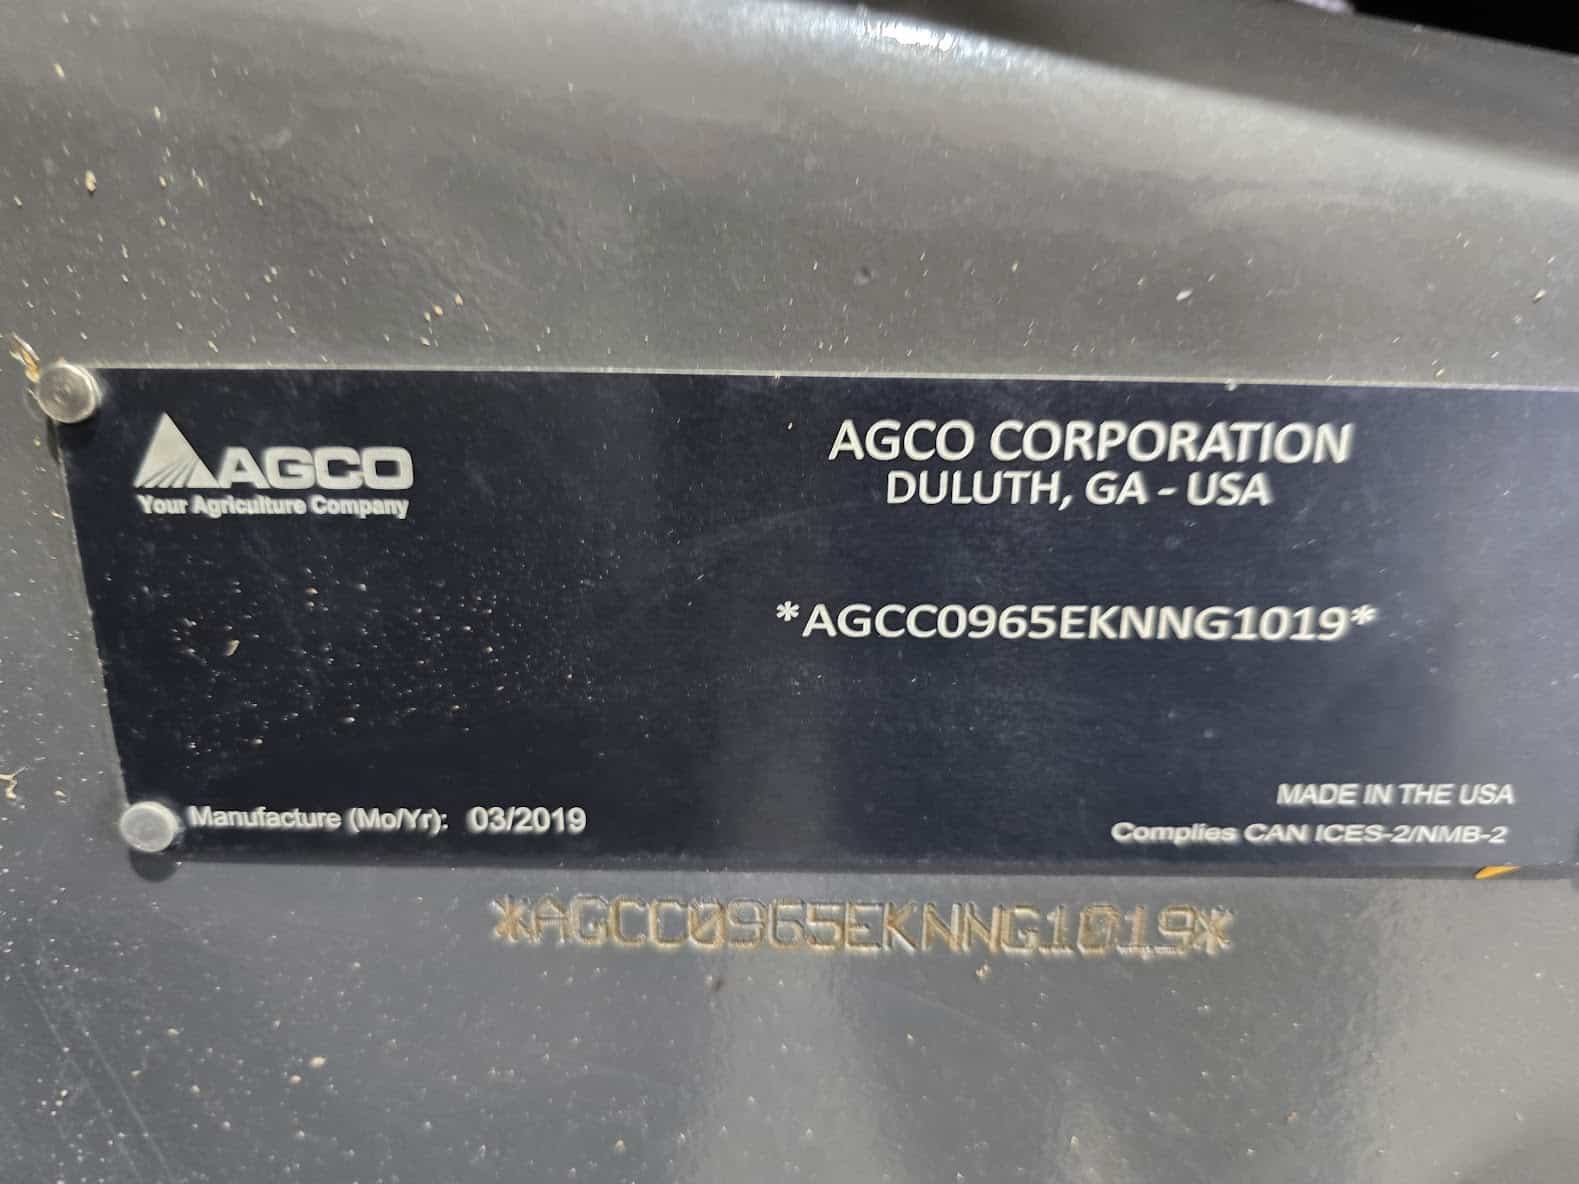 AGCO
Your Agriculture Company
AGCO CORPORATION
DULUTH, GA - USA
*AGCC0965EKNNG1019*
Manufacture (Mo/Yr): 03/2019
MADE IN THE USA
Complies CAN ICES-2/NMB-2
*AGCC0965EKNNG1019*